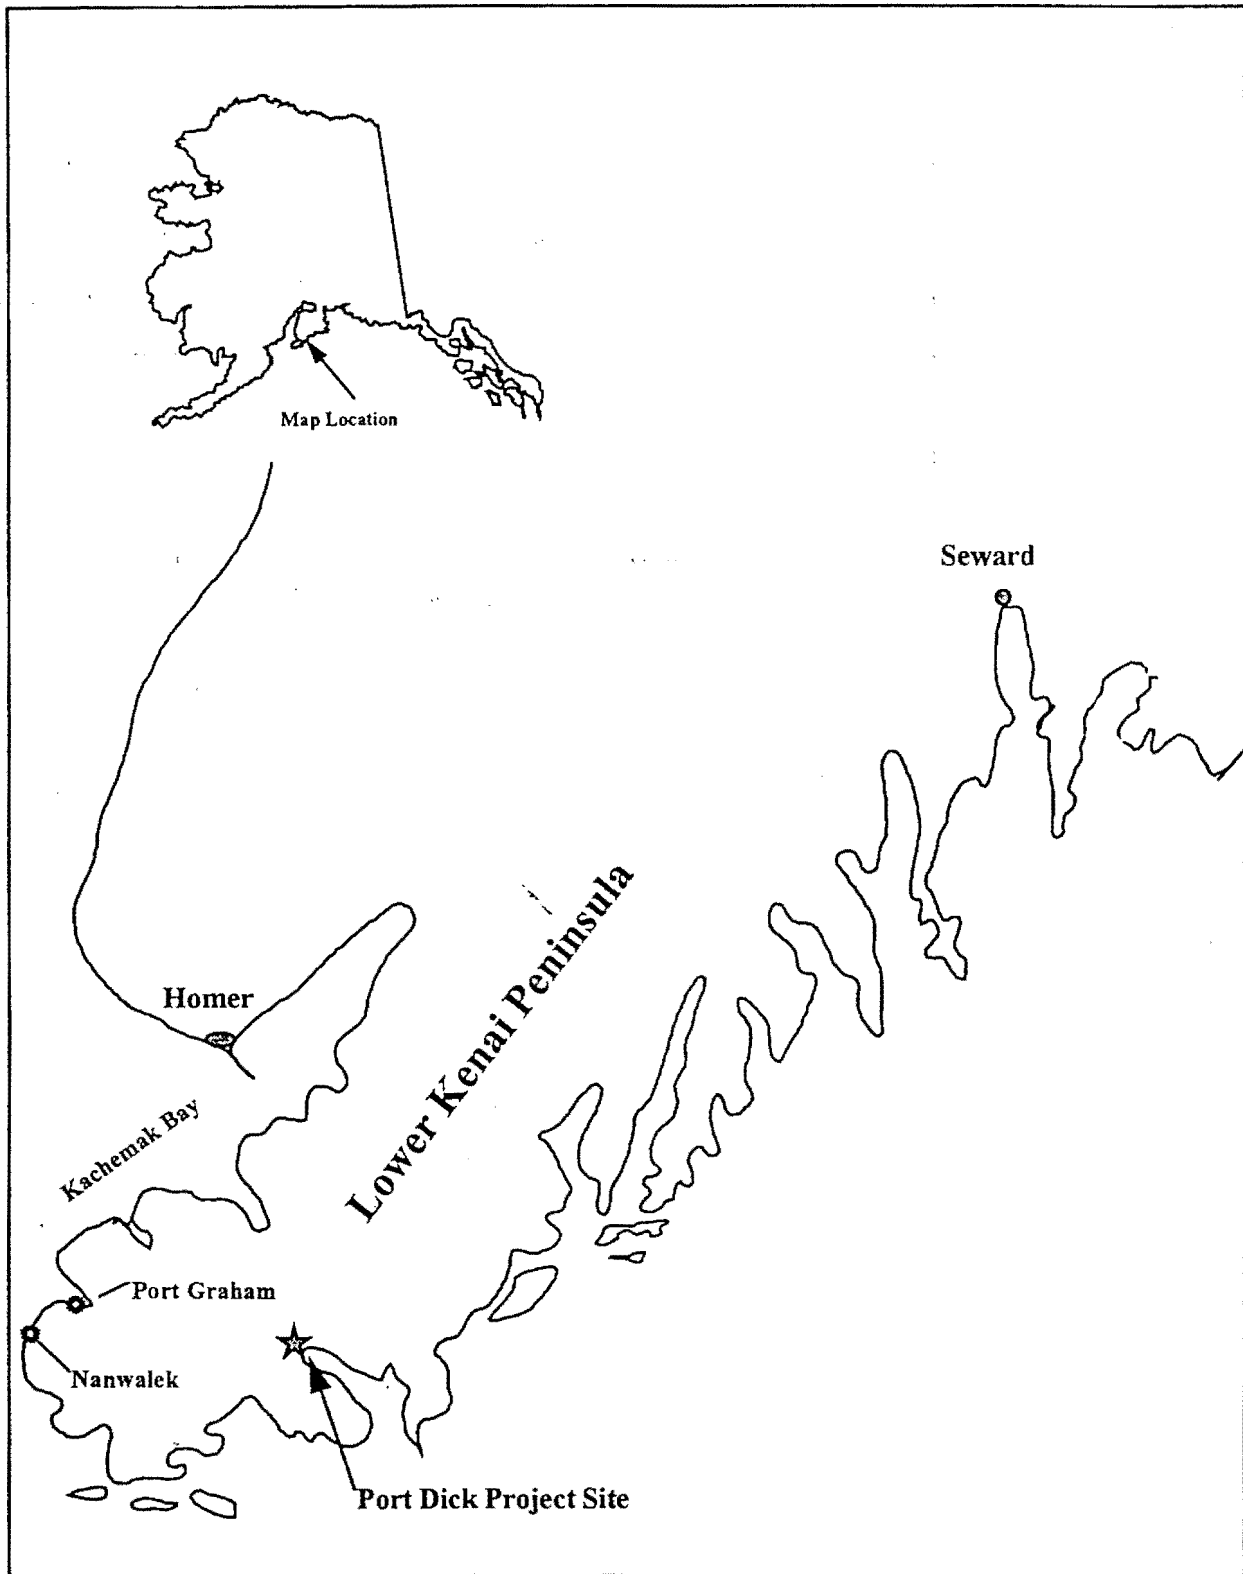 Map Location
Seward
Lower Kenai Peninsula
Homer
Kachemak Bay
Port Graham
Nanwalek
Port Dick Project Site